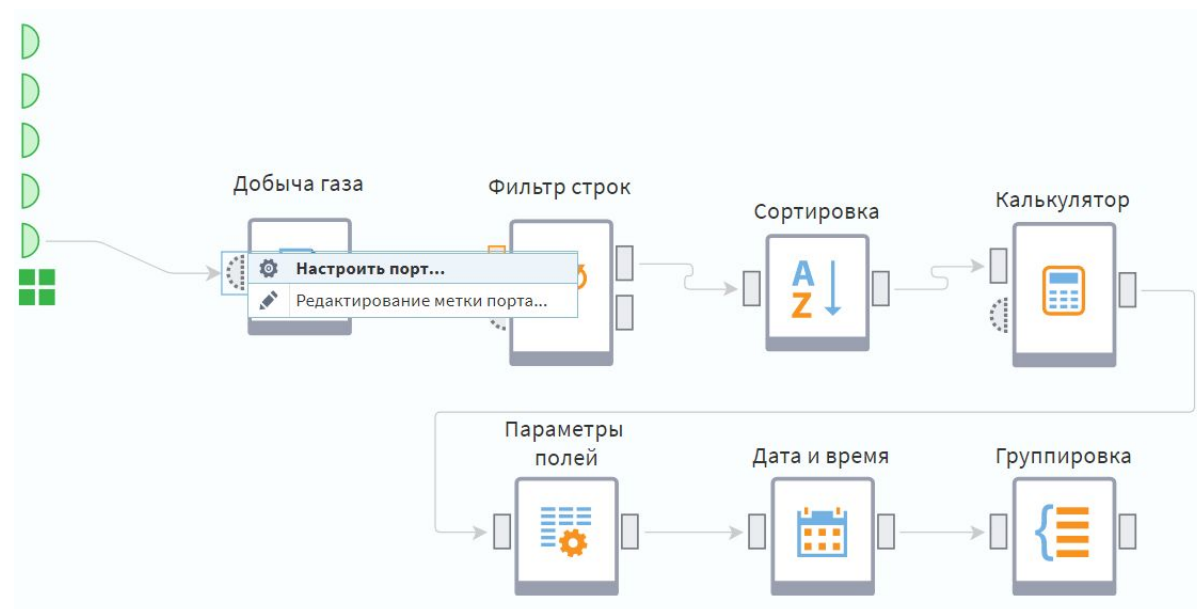 Добыча газа
Фильтр строк
Сортировка
Калькулятор
Настроить порт...
Редактирование метки порта...
A
Z
Параметры
полей
Дата и время
Группировка